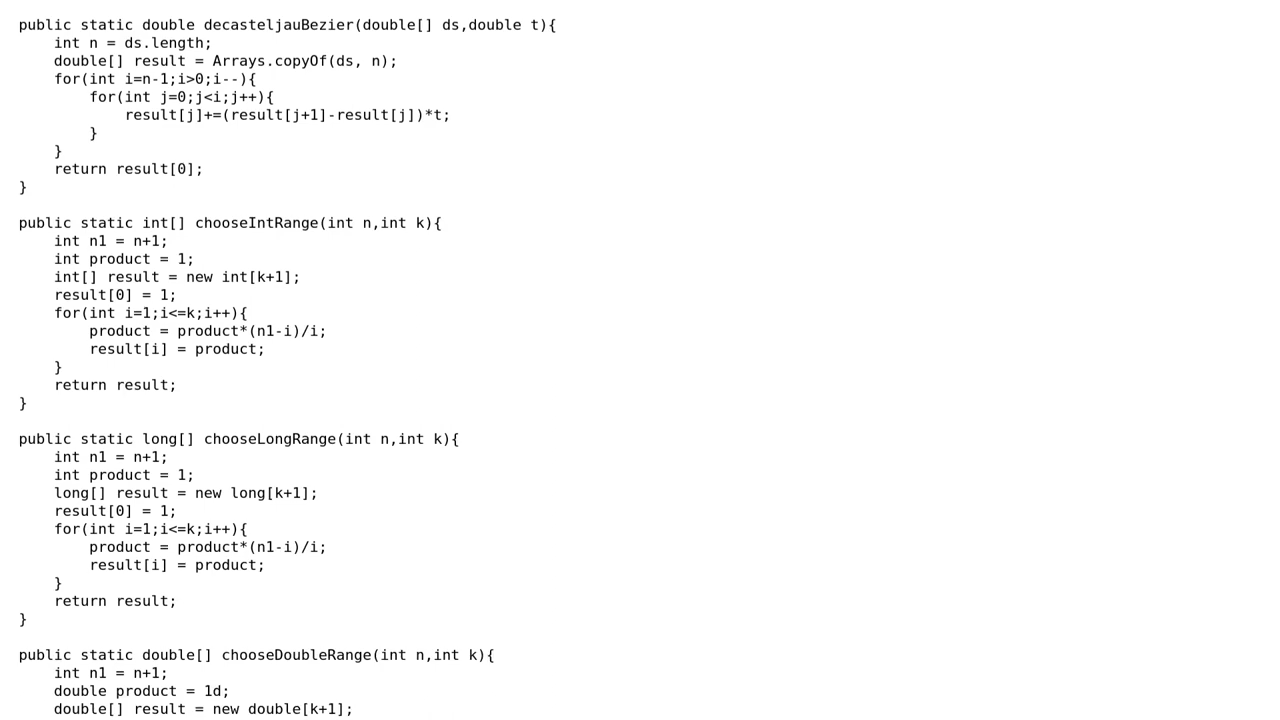 public static double decasteljauBezier(double[] ds,double t){
    int n = ds.length;
    double[] result = Arrays.copyOf(ds, n);
    for(int i=n-1;i>0;i--){
        for(int j=0;j<i;j++){
            result[j]+=(result[j+1]-result[j])*t;
        }
    }
    return result[0];
}

public static int[] chooseIntRange(int n,int k){
    int n1 = n+1;
    int product = 1;
    int[] result = new int[k+1];
    result[0] = 1;
    for(int i=1;i<=k;i++){
        product = product*(n1-i)/i;
        result[i] = product;
    }
    return result;
}

public static long[] chooseLongRange(int n,int k){
    int n1 = n+1;
    int product = 1;
    long[] result = new long[k+1];
    result[0] = 1;
    for(int i=1;i<=k;i++){
        product = product*(n1-i)/i;
        result[i] = product;
    }
    return result;
}

public static double[] chooseDoubleRange(int n,int k){
    int n1 = n+1;
    double product = 1d;
    double[] result = new double[k+1];